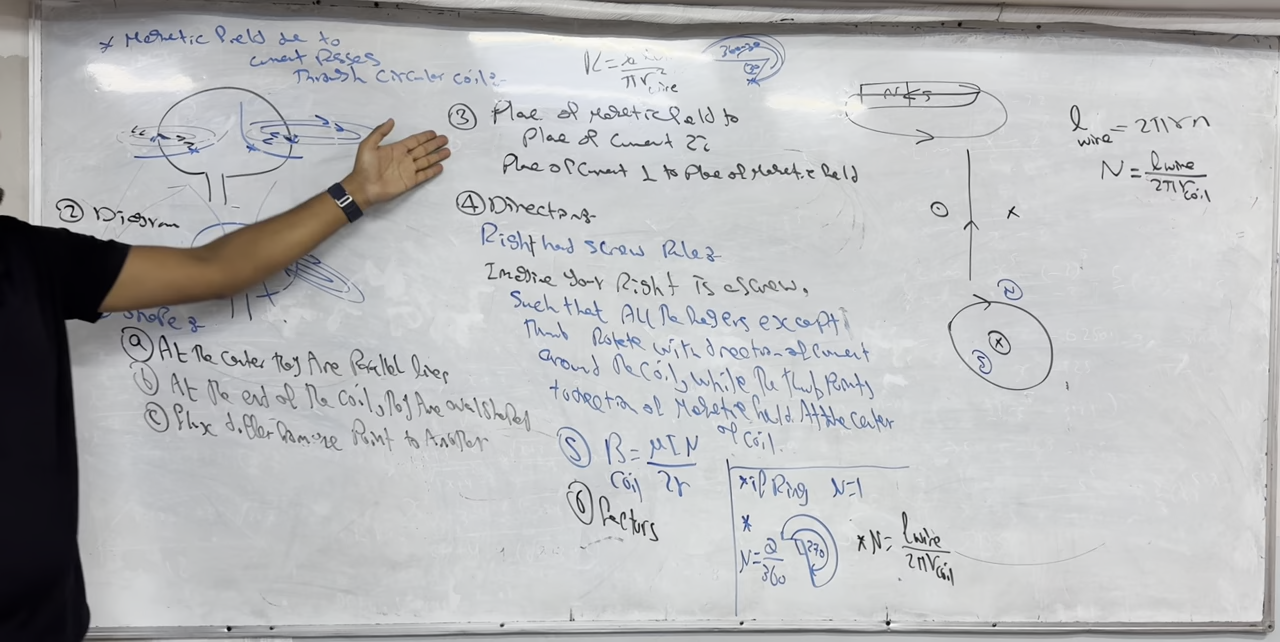 * Magnetic field due to
current Passes
Through circular coil:-
② Diagram
shape:
ⓐ At the center they Are Parallel lines
ⓑ At the end of the coil, they Are oval shaped
ⓒ flux differ from one Point to Another
πr²wire
③ Plane of Magnetic field to
Plane of current
Plane of current ⊥ to Plane of Magnetic field
④ Direction:
Right hand screw Rule:
Imagine your Right is a screw,
Such that All the fingers except
thumb Rotate with direction of current
around the coil, while the thumb Points
to direction of Magnetic field At the center
of coil.
⑤ B coil = μIN/2r
⑥ factors
* if Ring N=1
*
N = θ/360
270
* N = lwire/2πrcoil
N S
x
N
x
S
lwire = 2πrn
N = lwire/2πrcoil